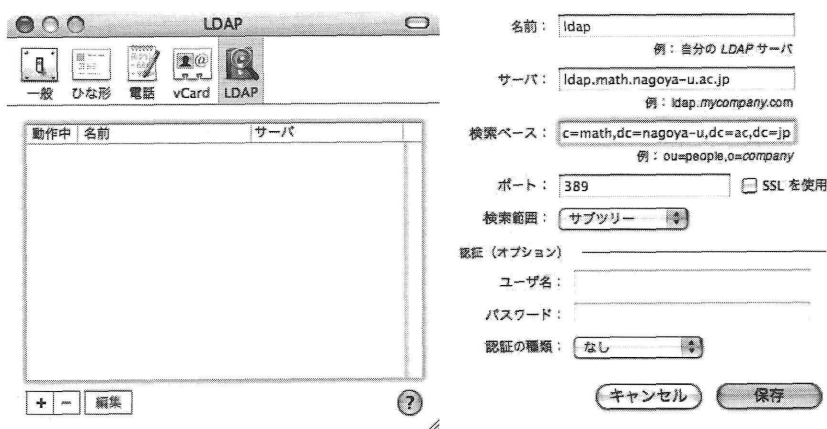 LDAP
一般 ひな形 電話 vCard LDAP
動作中 名前 サーバ
+ − 編集 ?
名前： ldap
例：自分の LDAP サーバ
サーバ： ldap.math.nagoya-u.ac.jp
例：ldap.mycompany.com
検索ベース： c=math,dc=nagoya-u,dc=ac,dc=jp
例：ou=people,o=company
ポート： 389 SSL を使用
検索範囲： サブツリー
認証（オプション）
ユーザ名：
パスワード：
認証の種類： なし
キャンセル 保存